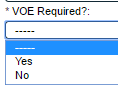 * VOE Required?:
-----
-----
Yes
No